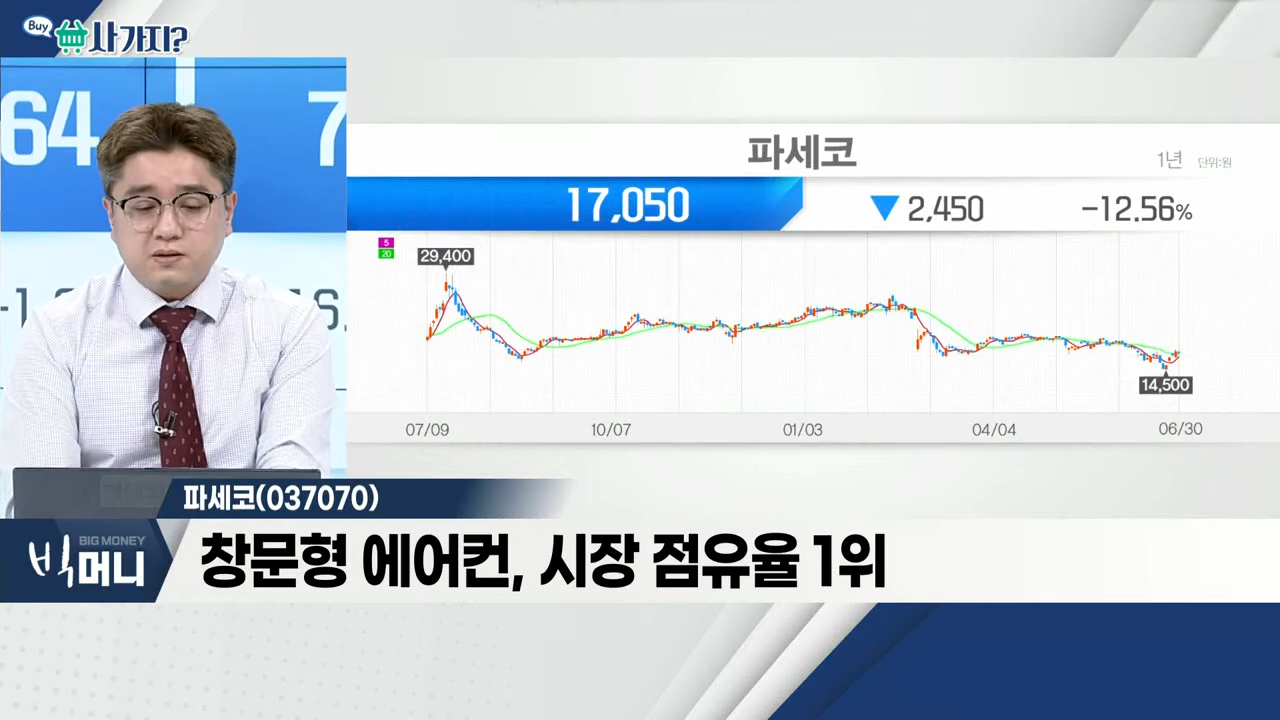 Buy 사가지?
64
7
파세코
1년 단위:원
17,050 ▼ 2,450 -12.56%
5
20
29,400
14,500
07/09 10/07 01/03 04/04 06/30
파세코(037070)
BIG MONEY
빅머니
창문형 에어컨, 시장 점유율 1위